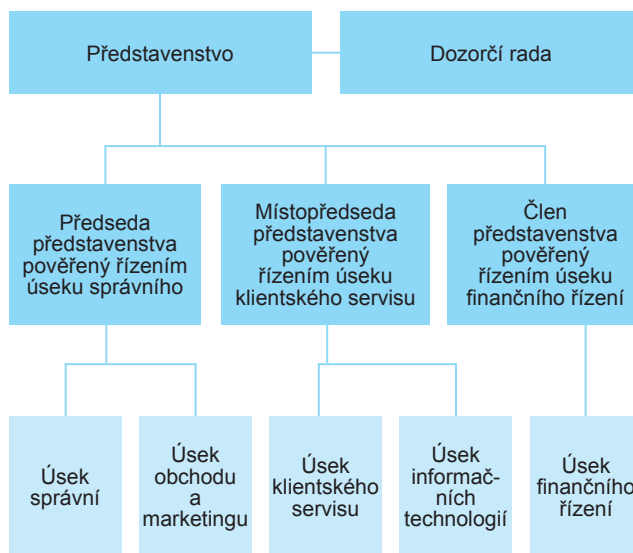 Představenstvo
Dozorčí rada
Předseda
představenstva
pověřený řízením
úseku správního
Místopředseda
představenstva
pověřený
řízením úseku
klientského servisu
Člen
představenstva
pověřený
řízením úseku
finančního řízení
Úsek
správní
Úsek
obchodu
a
marketingu
Úsek
klientského
servisu
Úsek
informač-
ních
technologií
Úsek
finančního
řízení